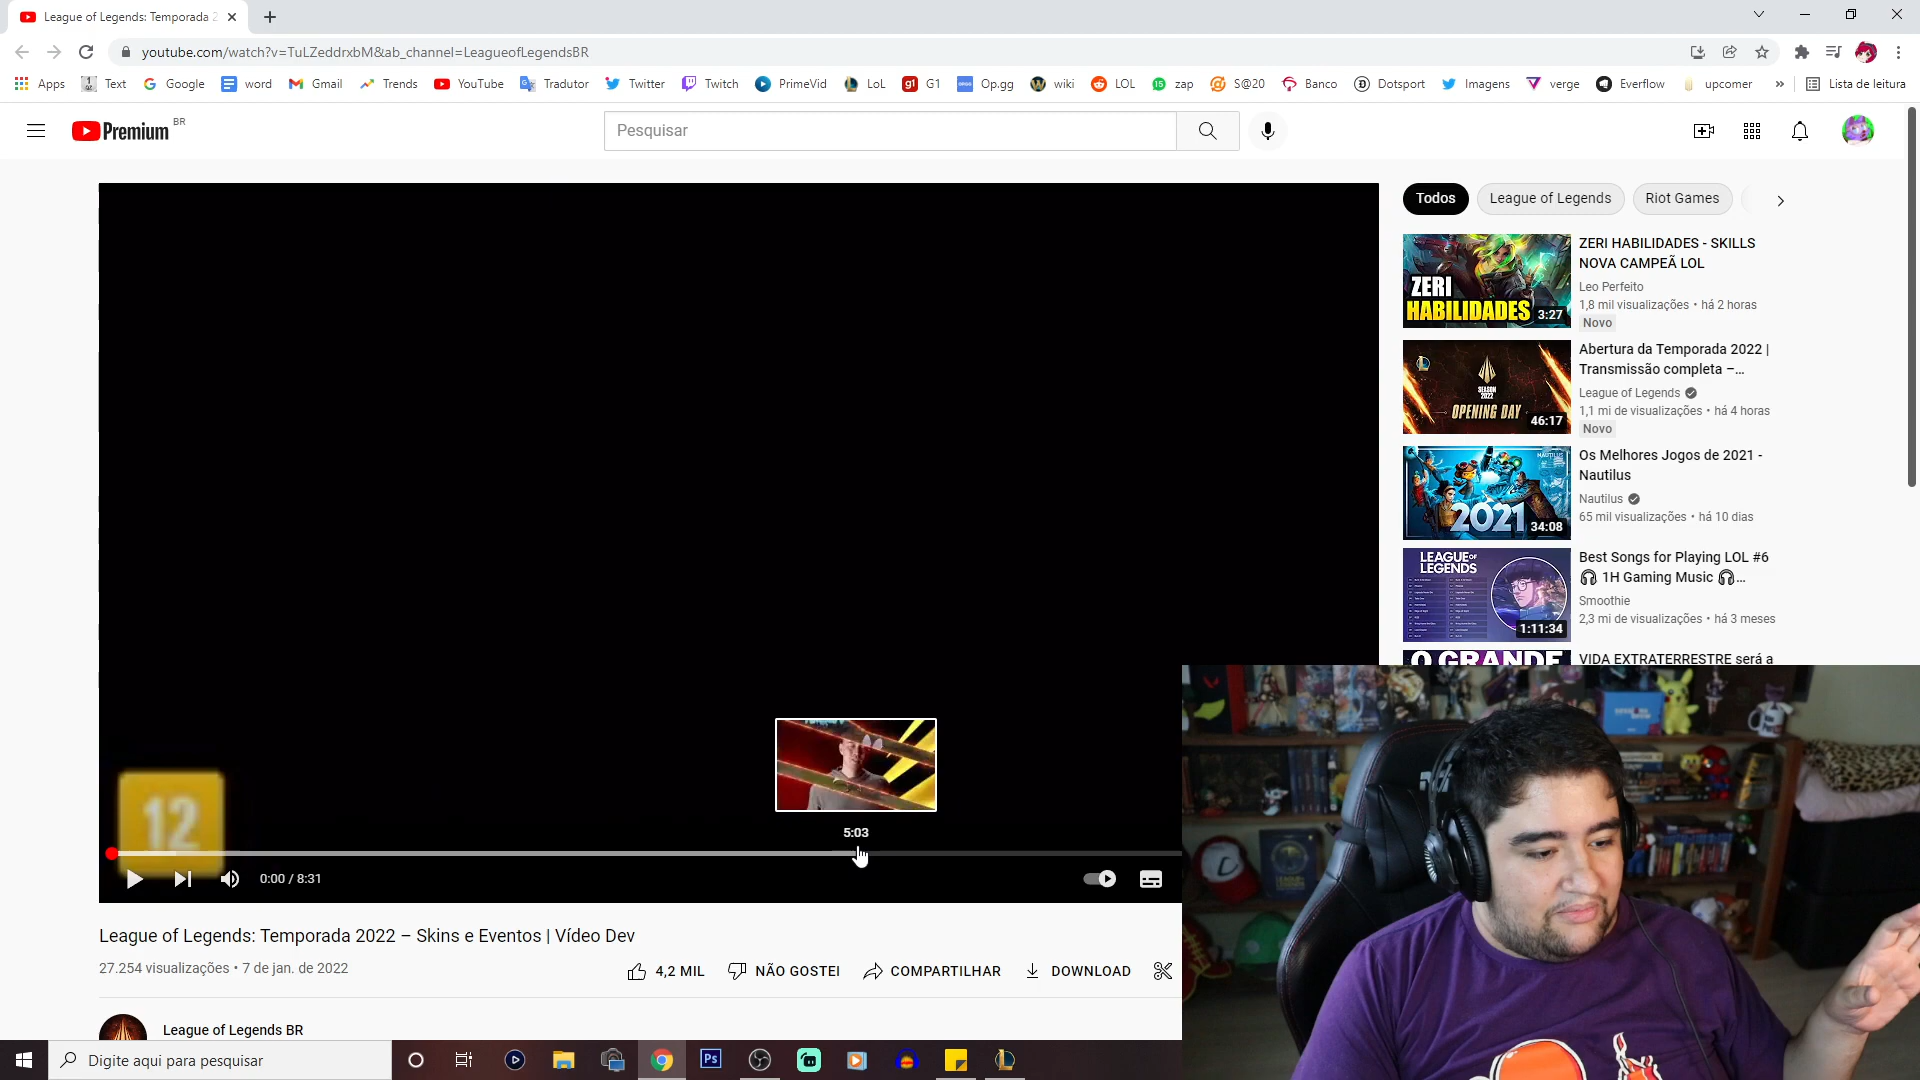 League of Legends: Temporada 2
youtube.com/watch?v=TuLZeddrxbM&ab_channel=LeagueofLegendsBR
Apps
Text
Google
word
Gmail
Trends
YouTube
Tradutor
Twitter
Twitch
PrimeVid
LoL
G1
Op.gg
wiki
LOL
zap
S@20
Banco
Dotsport
Imagens
verge
Everflow
upcomer
»
Lista de leitura
Premium BR
Pesquisar
Todos
League of Legends
Riot Games
ZERI
HABILIDADES
3:27
ZERI HABILIDADES - SKILLS
NOVA CAMPEÃ LOL
Leo Perfeito
1,8 mil visualizações • há 2 horas
Novo
SEASON
2022
OPENING DAY
46:17
Abertura da Temporada 2022 |
Transmissão completa –...
League of Legends
1,1 mi de visualizações • há 4 horas
Novo
NAUTILUS
2021
34:08
Os Melhores Jogos de 2021 -
Nautilus
Nautilus
65 mil visualizações • há 10 dias
LEAGUE OF
LEGENDS
1:11:34
Best Songs for Playing LOL #6
🎧 1H Gaming Music 🎧...
Smoothie
2,3 mi de visualizações • há 3 meses
O GRANDE
VIDA EXTRATERRESTRE será a
12
5:03
0:00 / 8:31
League of Legends: Temporada 2022 – Skins e Eventos | Vídeo Dev
27.254 visualizações • 7 de jan. de 2022
4,2 MIL
NÃO GOSTEI
COMPARTILHAR
DOWNLOAD
League of Legends BR
Digite aqui para pesquisar
Ps